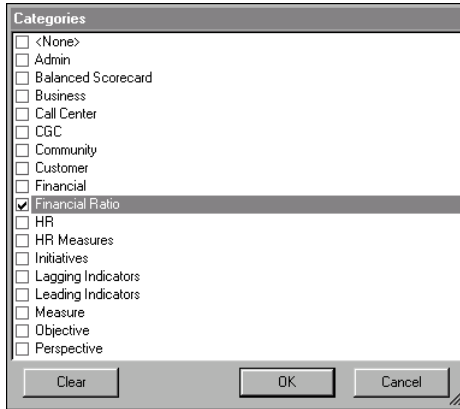 Categories
<None>
Admin
Balanced Scorecard
Business
Call Center
CGC
Community
Customer
Financial
Financial Ratio
HR
HR Measures
Initiatives
Lagging Indicators
Leading Indicators
Measure
Objective
Perspective
Clear OK Cancel